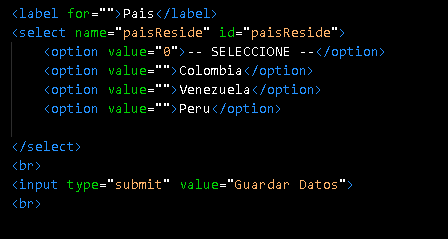 <label for="">Pais</label>
<select name="paisReside" id="paisReside">
<option value="0">-- SELECCIONE --</option>
<option value="">Colombia</option>
<option value="">Venezuela</option>
<option value="">Peru</option>
</select>
<br>
<input type="submit" value="Guardar Datos">
<br>